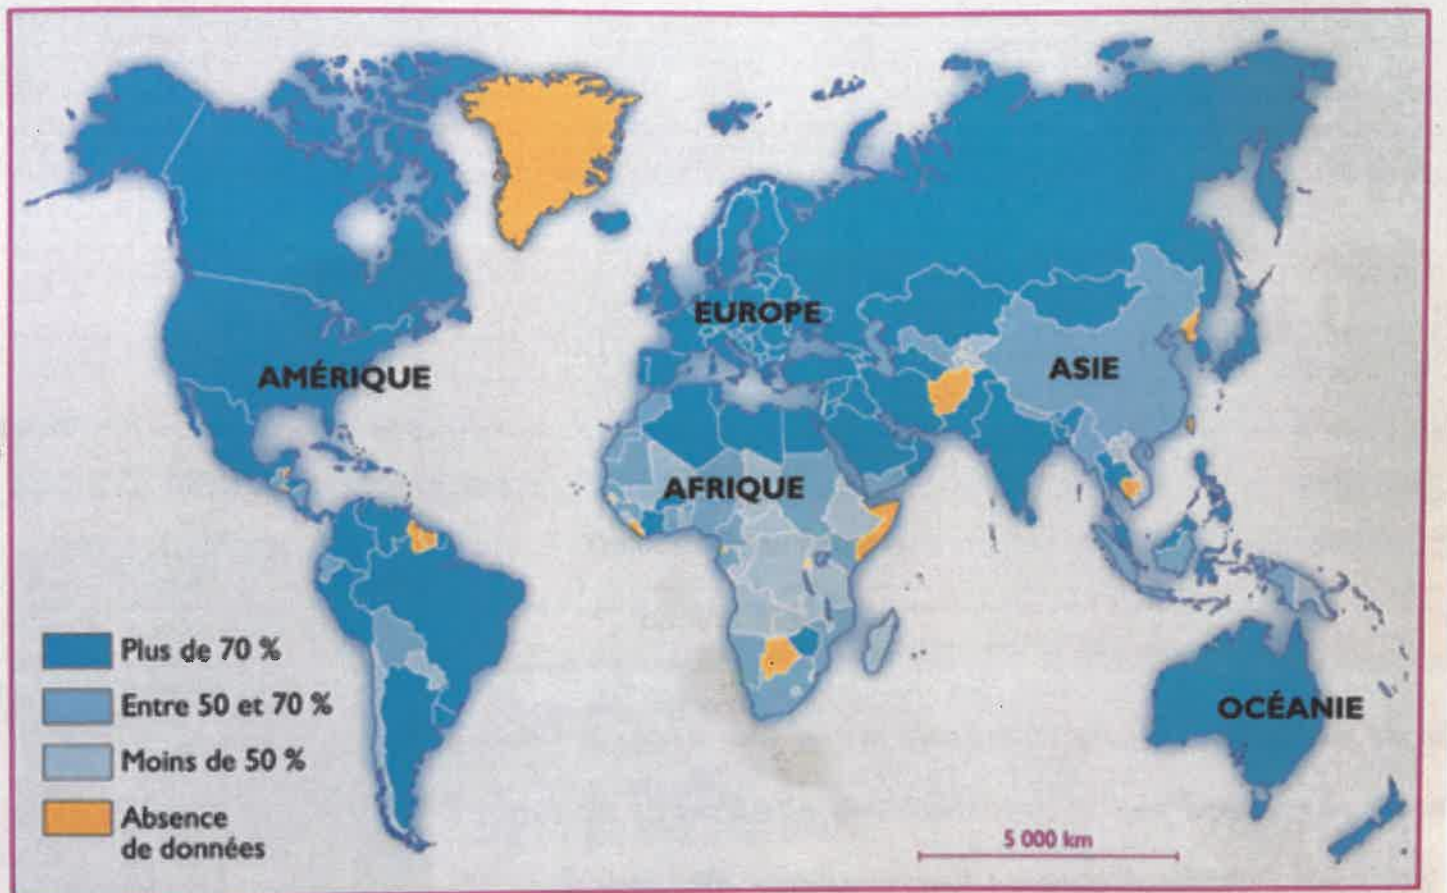 EUROPE
ASIE
AMÉRIQUE
AFRIQUE
OCÉANIE
Plus de 70 %
Entre 50 et 70 %
Moins de 50 %
Absence
de données
5 000 km